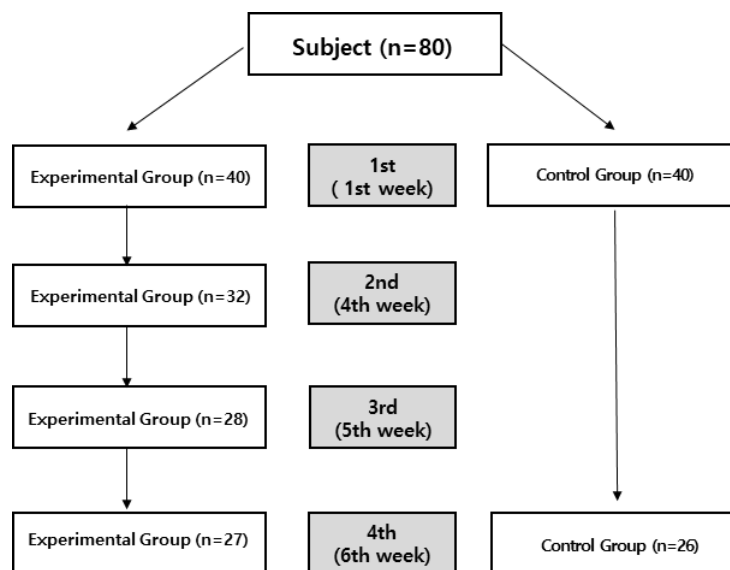 Subject (n=80)
Experimental Group (n=40)
1st
( 1st week)
Control Group (n=40)
Experimental Group (n=32)
2nd
(4th week)
Experimental Group (n=28)
3rd
(5th week)
Experimental Group (n=27)
4th
(6th week)
Control Group (n=26)